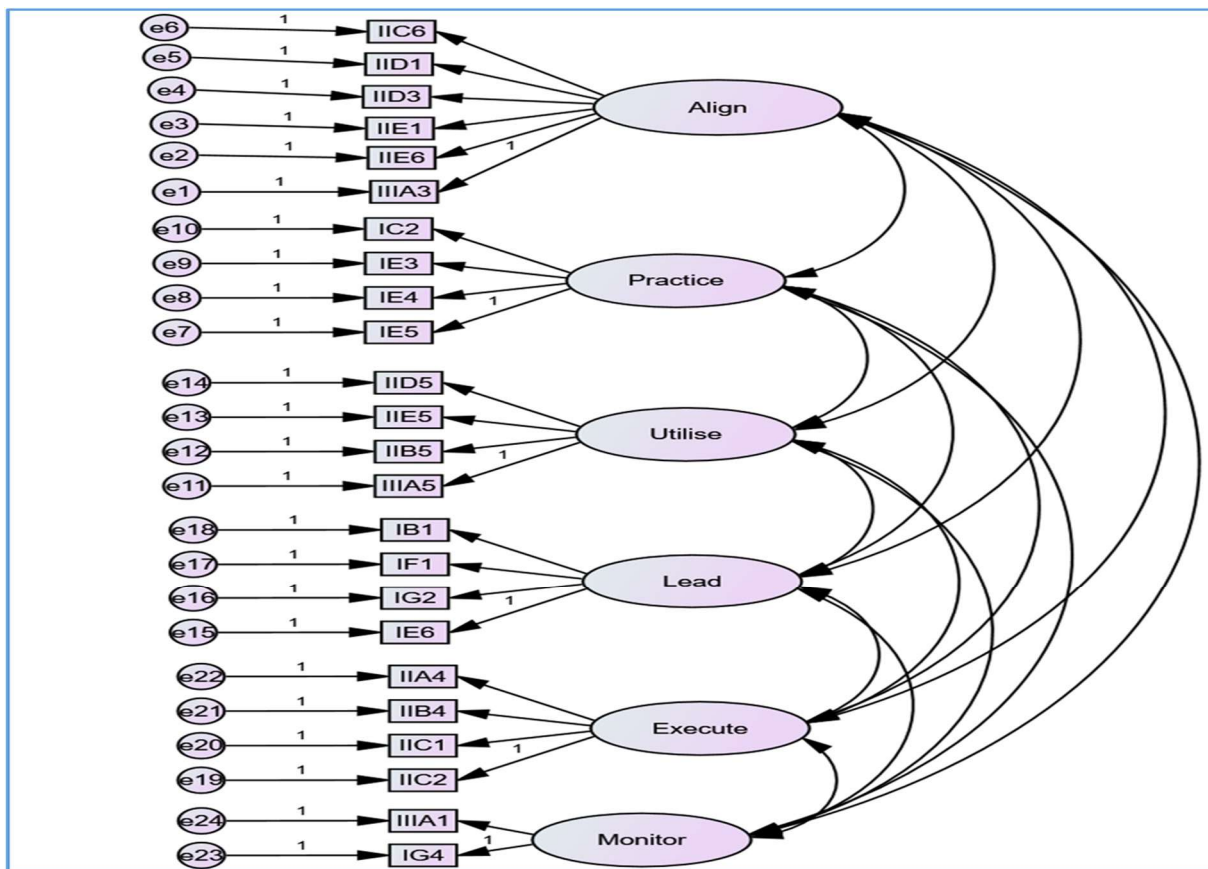 e6 1 IIC6
e5 1 IID1
e4 1 IID3
Align
e3 1 IIE1
e2 1 IIE6 1
e1 1 IIIA3
e10 1 IC2
e9 1 IE3
Practice
e8 1 IE4 1
e7 1 IE5
e14 1 IID5
e13 1 IIE5
Utilise
e12 1 IIB5 1
e11 1 IIIA5
e18 1 IB1
e17 1 IF1
Lead
e16 1 IG2 1
e15 1 IE6
e22 1 IIA4
e21 1 IIB4
Execute
e20 1 IIC1 1
e19 1 IIC2
e24 1 IIIA1
Monitor
e23 1 IG4 1